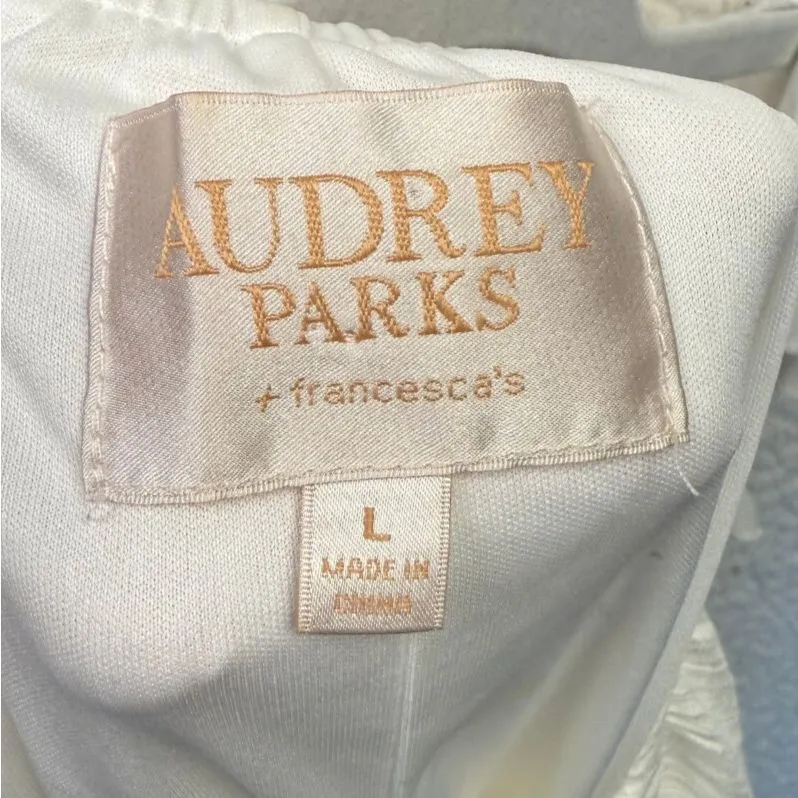 AUDREY
PARKS
+ francesca's
L
MADE IN
CHINA